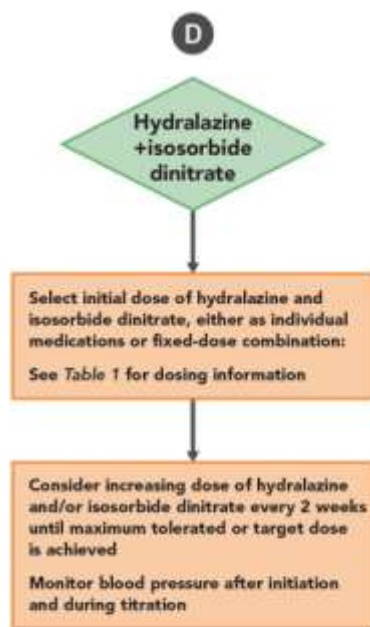 D
Hydralazine
+isosorbide
dinitrate
Select initial dose of hydralazine and
isosorbide dinitrate, either as individual
medications or fixed-dose combination:
See Table 1 for dosing information
Consider increasing dose of hydralazine
and/or isosorbide dinitrate every 2 weeks
until maximum tolerated or target dose
is achieved
Monitor blood pressure after initiation
and during titration